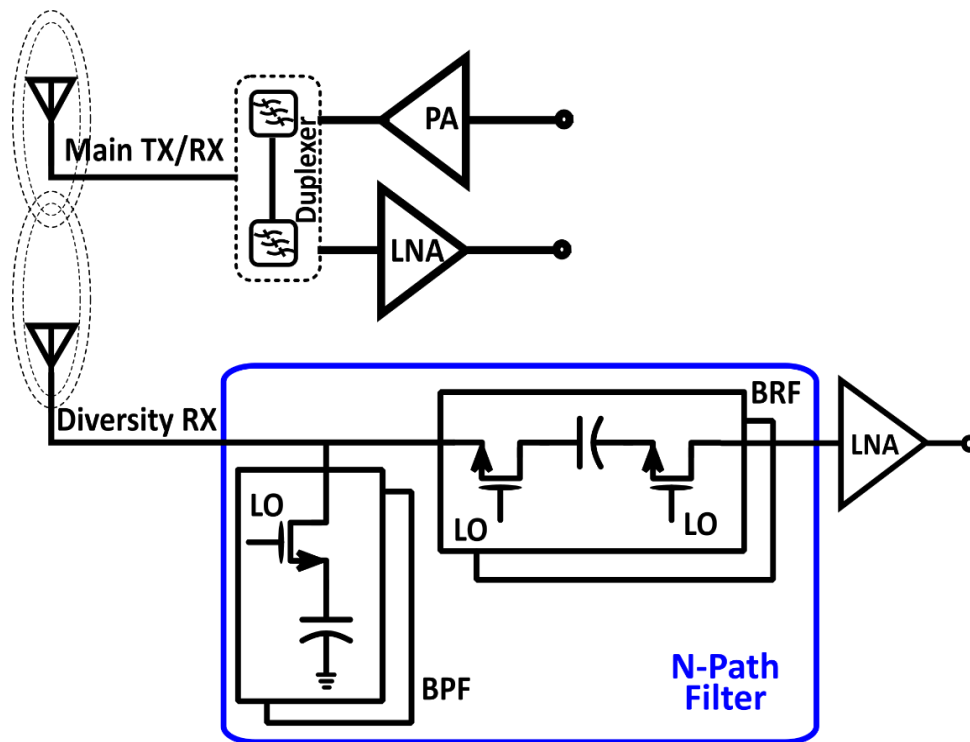 Main TX/RX
Duplexer
PA
LNA
Diversity RX
BRF
LNA
LO
LO
LO
BPF
N-Path
Filter